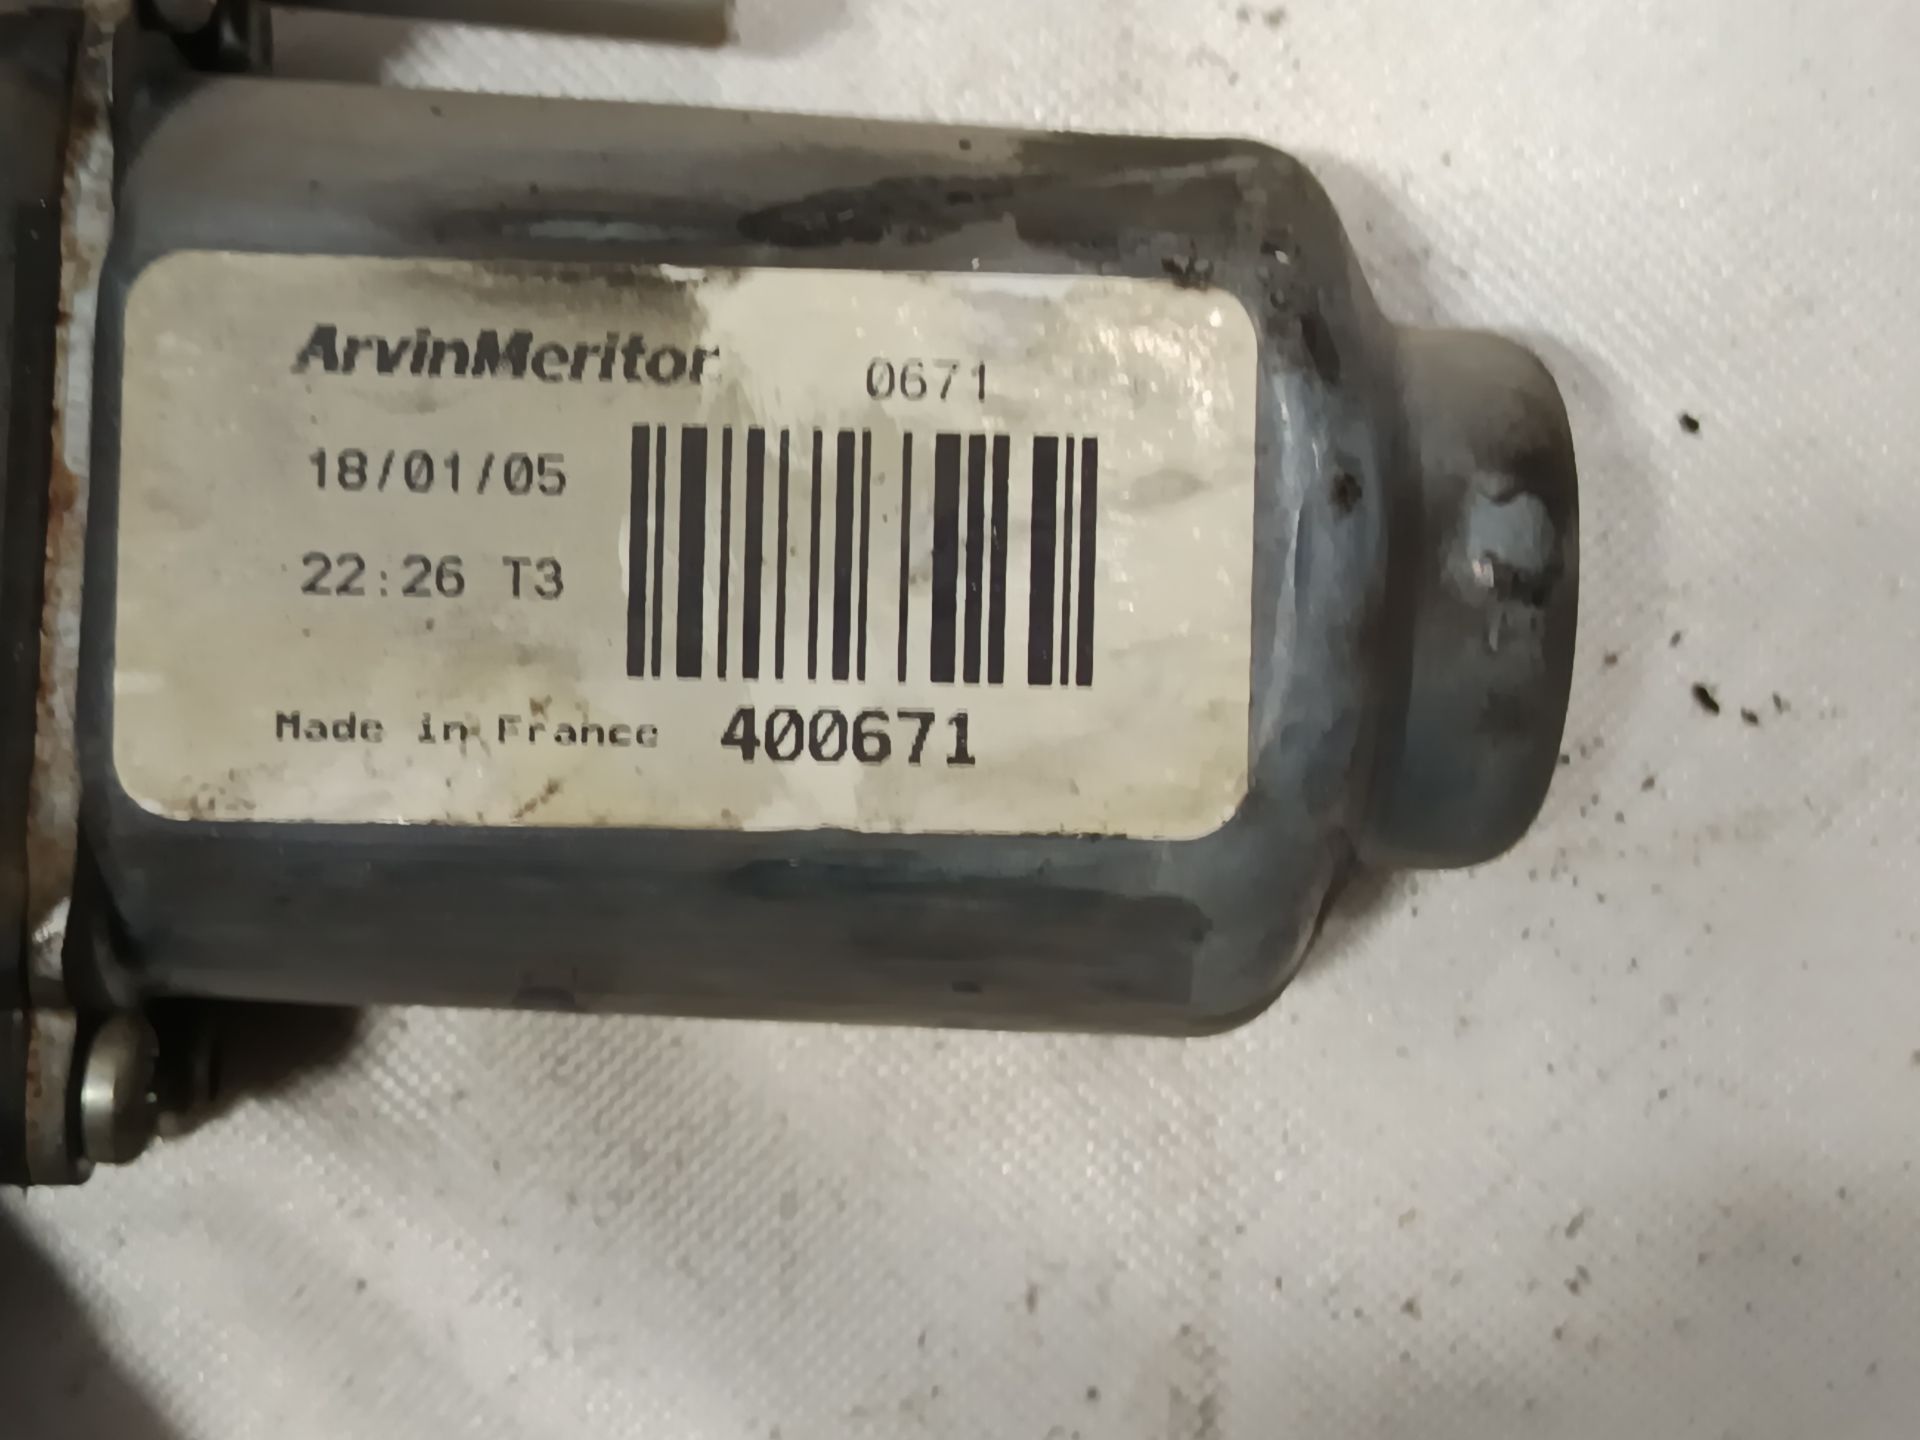 ArvinMeritor 0671
18/01/05
22:26 T3
Made in France 400671